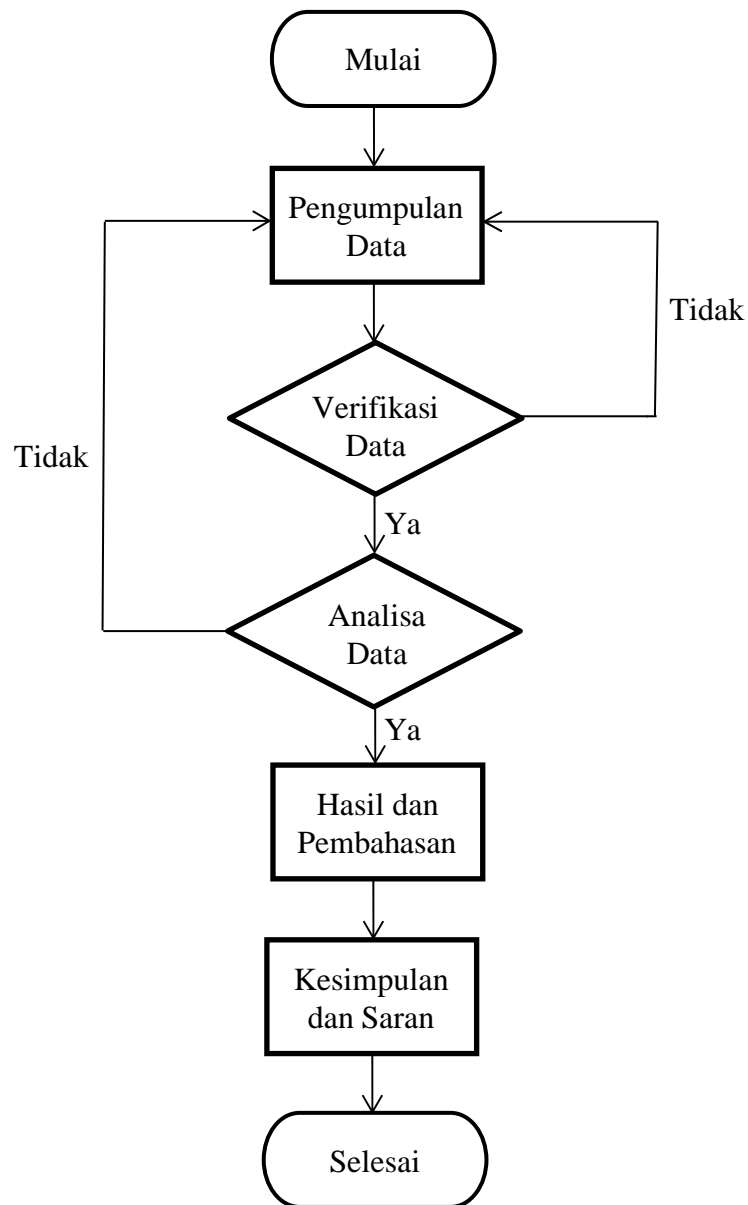 Mulai
Pengumpulan
Data
Tidak
Verifikasi
Data
Tidak
Ya
Analisa
Data
Ya
Hasil dan
Pembahasan
Kesimpulan
dan Saran
Selesai